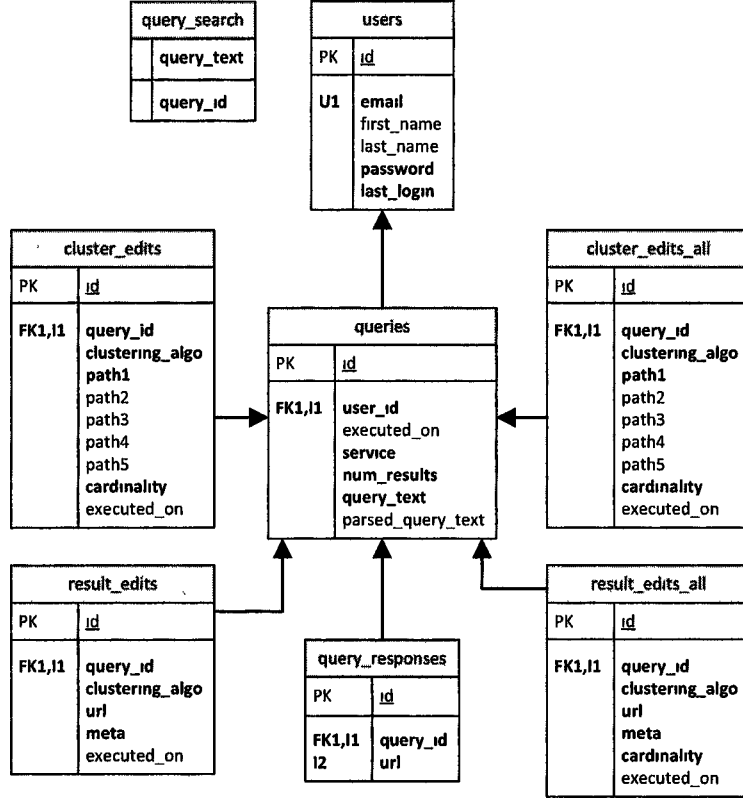 query_search
query_text
query_id
users
PK id
U1 email
first_name
last_name
password
last_login
cluster_edits
PK id
FK1,I1 query_id
clustering_algo
path1
path2
path3
path4
path5
cardinality
executed_on
queries
PK id
FK1,I1 user_id
executed_on
service
num_results
query_text
parsed_query_text
cluster_edits_all
PK id
FK1,I1 query_id
clustering_algo
path1
path2
path3
path4
path5
cardinality
executed_on
result_edits
PK id
FK1,I1 query_id
clustering_algo
url
meta
executed_on
query_responses
PK id
FK1,I1 query_id
I2 url
result_edits_all
PK id
FK1,I1 query_id
clustering_algo
url
meta
cardinality
executed_on